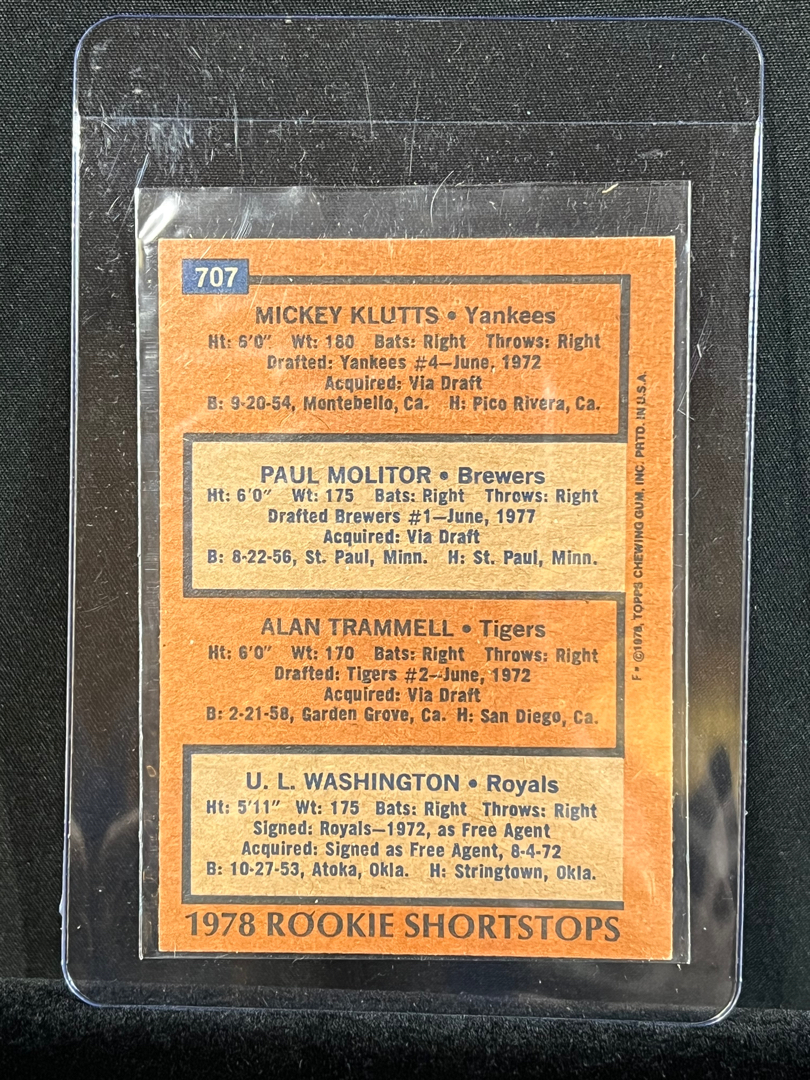 707
MICKEY KLUTTS • Yankees
Ht: 6'0" Wt: 180 Bats: Right Throws: Right
Drafted: Yankees #4—June, 1972
Acquired: Via Draft
B: 9-20-54, Montebello, Ca. H: Pico Rivera, Ca.
PAUL MOLITOR • Brewers
Ht: 6'0" Wt: 175 Bats: Right Throws: Right
Drafted Brewers #1—June, 1977
Acquired: Via Draft
B: 8-22-56, St. Paul, Minn. H: St. Paul, Minn.
ALAN TRAMMELL • Tigers
Ht: 6'0" Wt: 170 Bats: Right Throws: Right
Drafted: Tigers #2—June, 1972
Acquired: Via Draft
B: 2-21-58, Garden Grove, Ca. H: San Diego, Ca.
U. L. WASHINGTON • Royals
Ht: 5'11" Wt: 175 Bats: Right Throws: Right
Signed: Royals—1972, as Free Agent
Acquired: Signed as Free Agent, 8-4-72
B: 10-27-53, Atoka, Okla. H: Stringtown, Okla.
1978 ROOKIE SHORTSTOPS
F* ©1978, TOPPS CHEWING GUM, INC. PRTD. IN U.S.A.